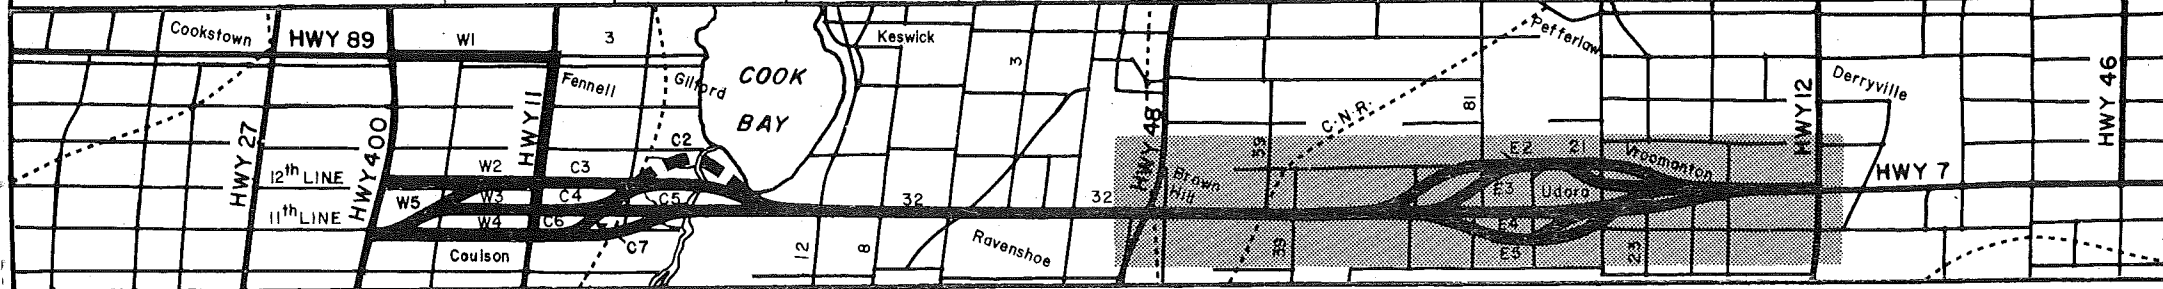 Cookstown
HWY 89
W1
3
COOK
BAY
Keswick
3
Pefferlaw
Derryville
HWY 46
Fennell
Gilford
HWY 11
HWY 27
HWY 400
C.N.R.
81
HWY 48
HWY 12
C2
12th LINE
W2
C3
39
E2
21
Vroomanton
HWY 7
W5
W3
C4
C5
32
32
Brown
Hill
E3
Udora
11th LINE
W4
C6
C7
E4
Coulson
12
8
Ravenshoe
39
E5
23